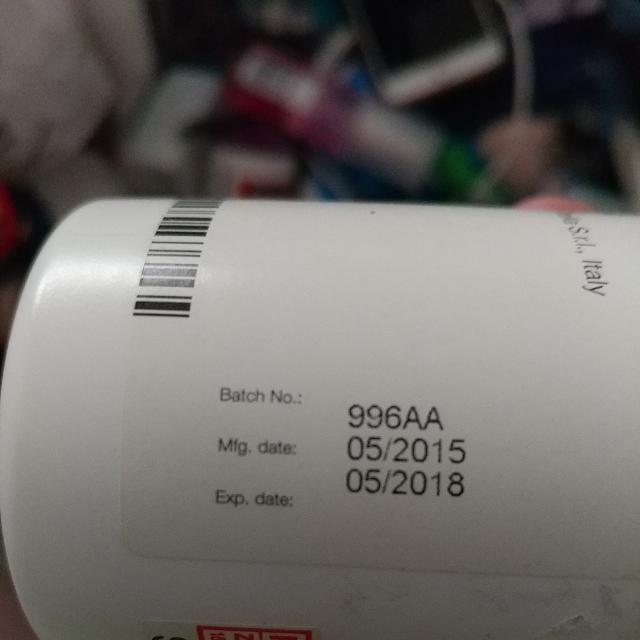 S.r.l., Italy
Batch No.: 996AA
Mfg. date: 05/2015
Exp. date: 05/2018